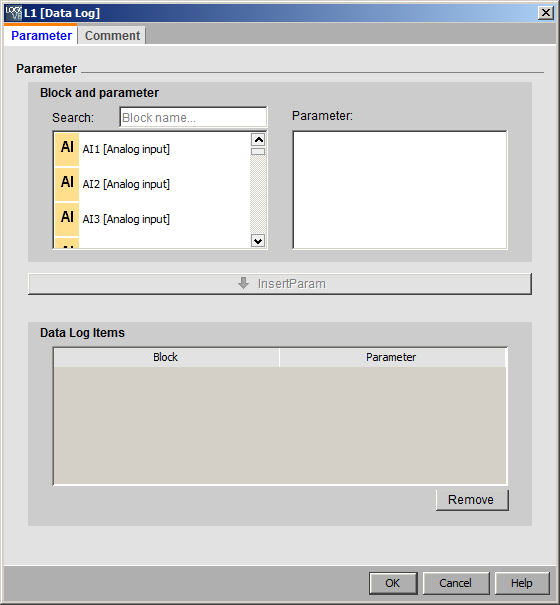 L1 [Data Log]
Parameter Comment
Parameter
Block and parameter
Search: Block name...
Parameter:
AI AI1 [Analog input]
AI AI2 [Analog input]
AI AI3 [Analog input]
InsertParam
Data Log Items
Block Parameter
Remove
OK Cancel Help